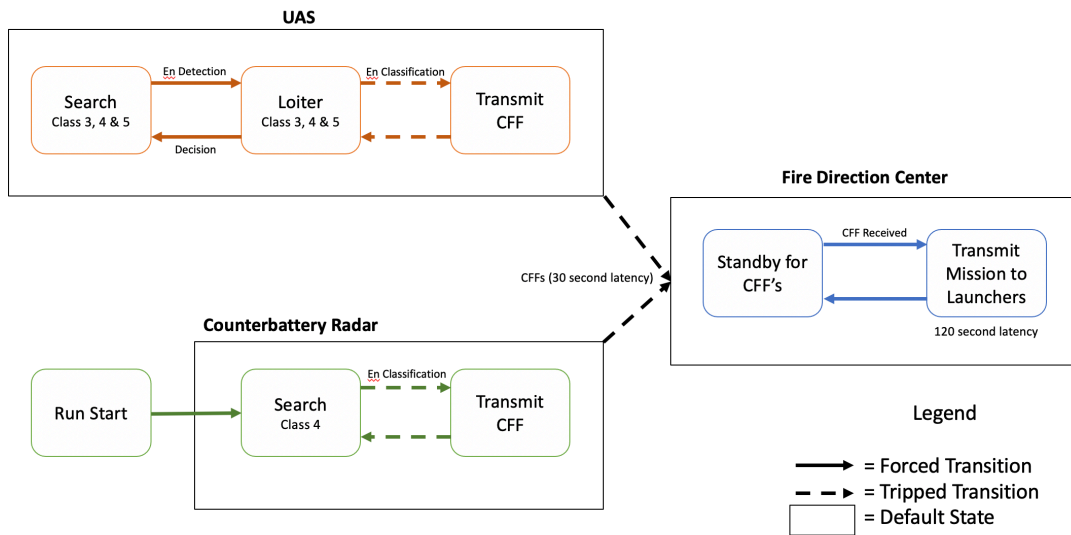 UAS
En Detection
En Classification
Search
Class 3, 4 & 5
Loiter
Class 3, 4 & 5
Transmit
CFF
Decision
Fire Direction Center
CFF Received
Standby for
CFF's
Transmit
Mission to
Launchers
120 second latency
CFFs (30 second latency)
Counterbattery Radar
En Classification
Run Start
Search
Class 4
Transmit
CFF
Legend
= Forced Transition
= Tripped Transition
= Default State